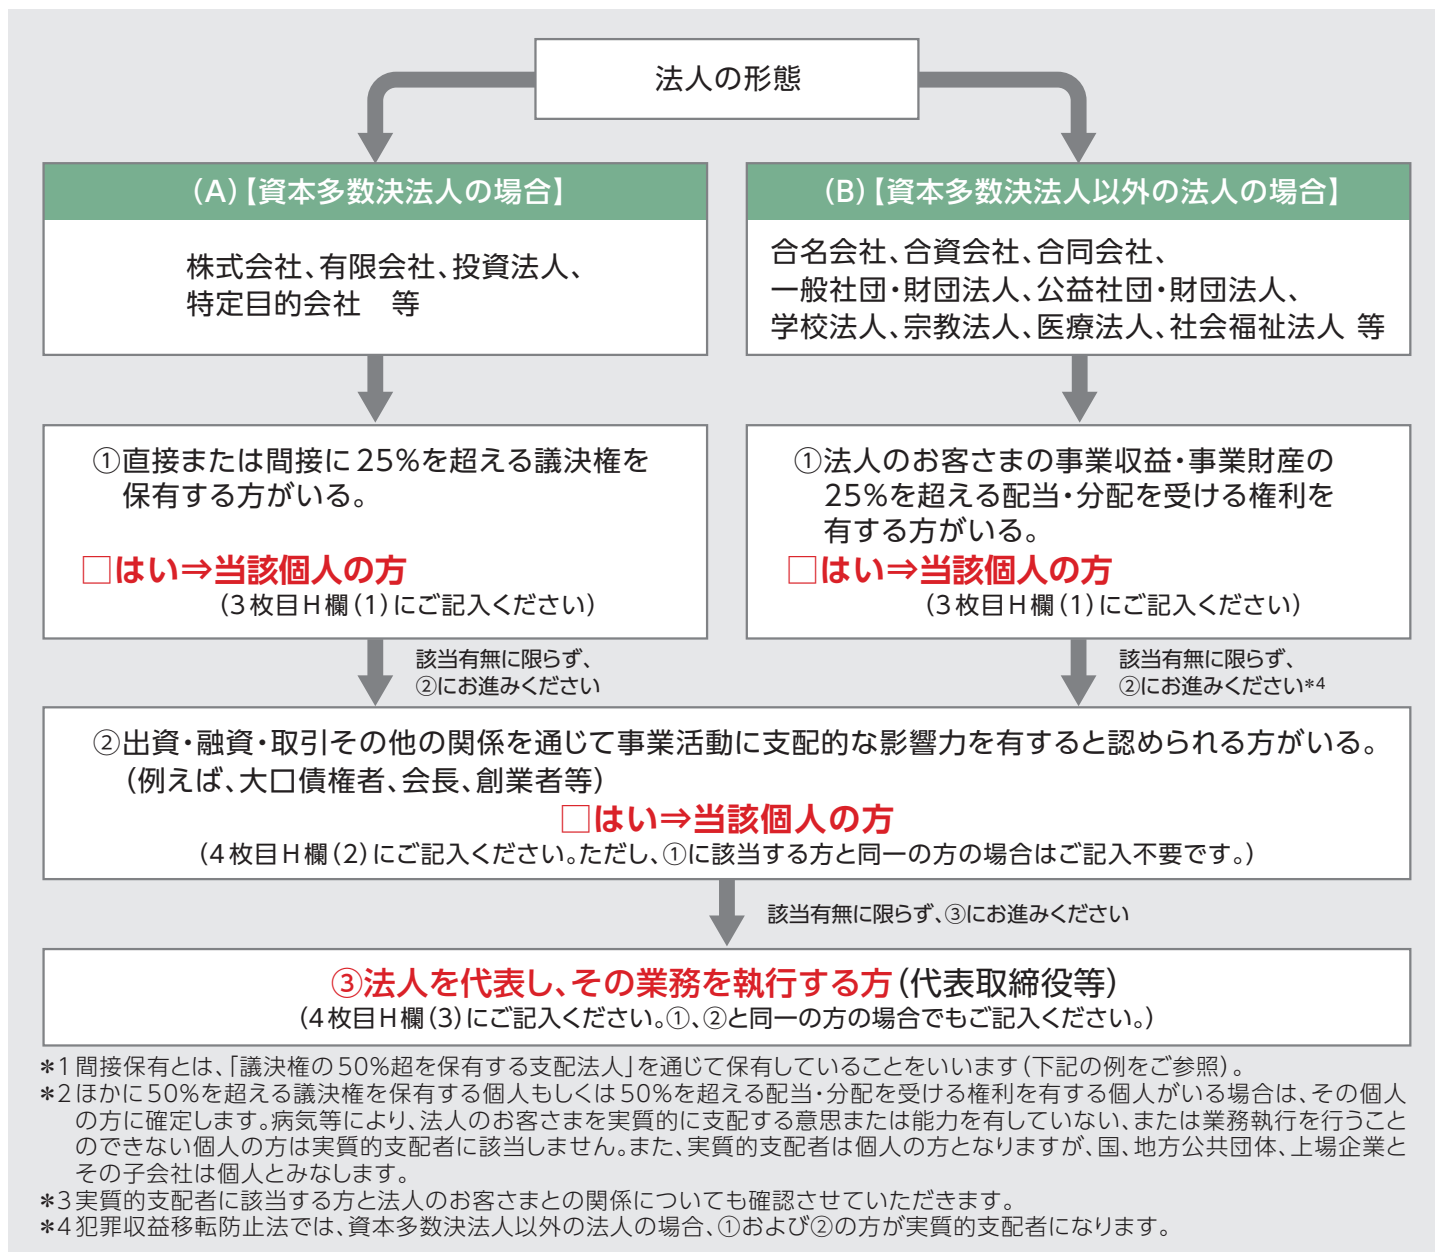 法人の形態
（A）【資本多数決法人の場合】
株式会社、有限会社、投資法人、
特定目的会社　等
（B）【資本多数決法人以外の法人の場合】
合名会社、合資会社、合同会社、
一般社団・財団法人、公益社団・財団法人、
学校法人、宗教法人、医療法人、社会福祉法人 等
①直接または間接に25%を超える議決権を
保有する方がいる。
□はい⇒当該個人の方
（3枚目H欄（1）にご記入ください）
①法人のお客さまの事業収益・事業財産の
25%を超える配当・分配を受ける権利を
有する方がいる。
□はい⇒当該個人の方
（3枚目H欄（1）にご記入ください）
該当有無に限らず、
②にお進みください
該当有無に限らず、
②にお進みください*4
②出資・融資・取引その他の関係を通じて事業活動に支配的な影響力を有すると認められる方がいる。
（例えば、大口債権者、会長、創業者等）
□はい⇒当該個人の方
（4枚目H欄（2）にご記入ください。ただし、①に該当する方と同一の方の場合はご記入不要です。）
該当有無に限らず、③にお進みください
③法人を代表し、その業務を執行する方（代表取締役等）
（4枚目H欄（3）にご記入ください。①、②と同一の方の場合でもご記入ください。）
*1 間接保有とは、「議決権の50%超を保有する支配法人」を通じて保有していることをいいます（下記の例をご参照）。
*2 ほかに50%を超える議決権を保有する個人もしくは50%を超える配当・分配を受ける権利を有する個人がいる場合は、その個人
の方に確定します。病気等により、法人のお客さまを実質的に支配する意思または能力を有していない、または業務執行を行うこと
のできない個人の方は実質的支配者に該当しません。また、実質的支配者は個人の方となりますが、国、地方公共団体、上場企業と
その子会社は個人とみなします。
*3 実質的支配者に該当する方と法人のお客さまとの関係についても確認させていただきます。
*4 犯罪収益移転防止法では、資本多数決法人以外の法人の場合、①および②の方が実質的支配者になります。